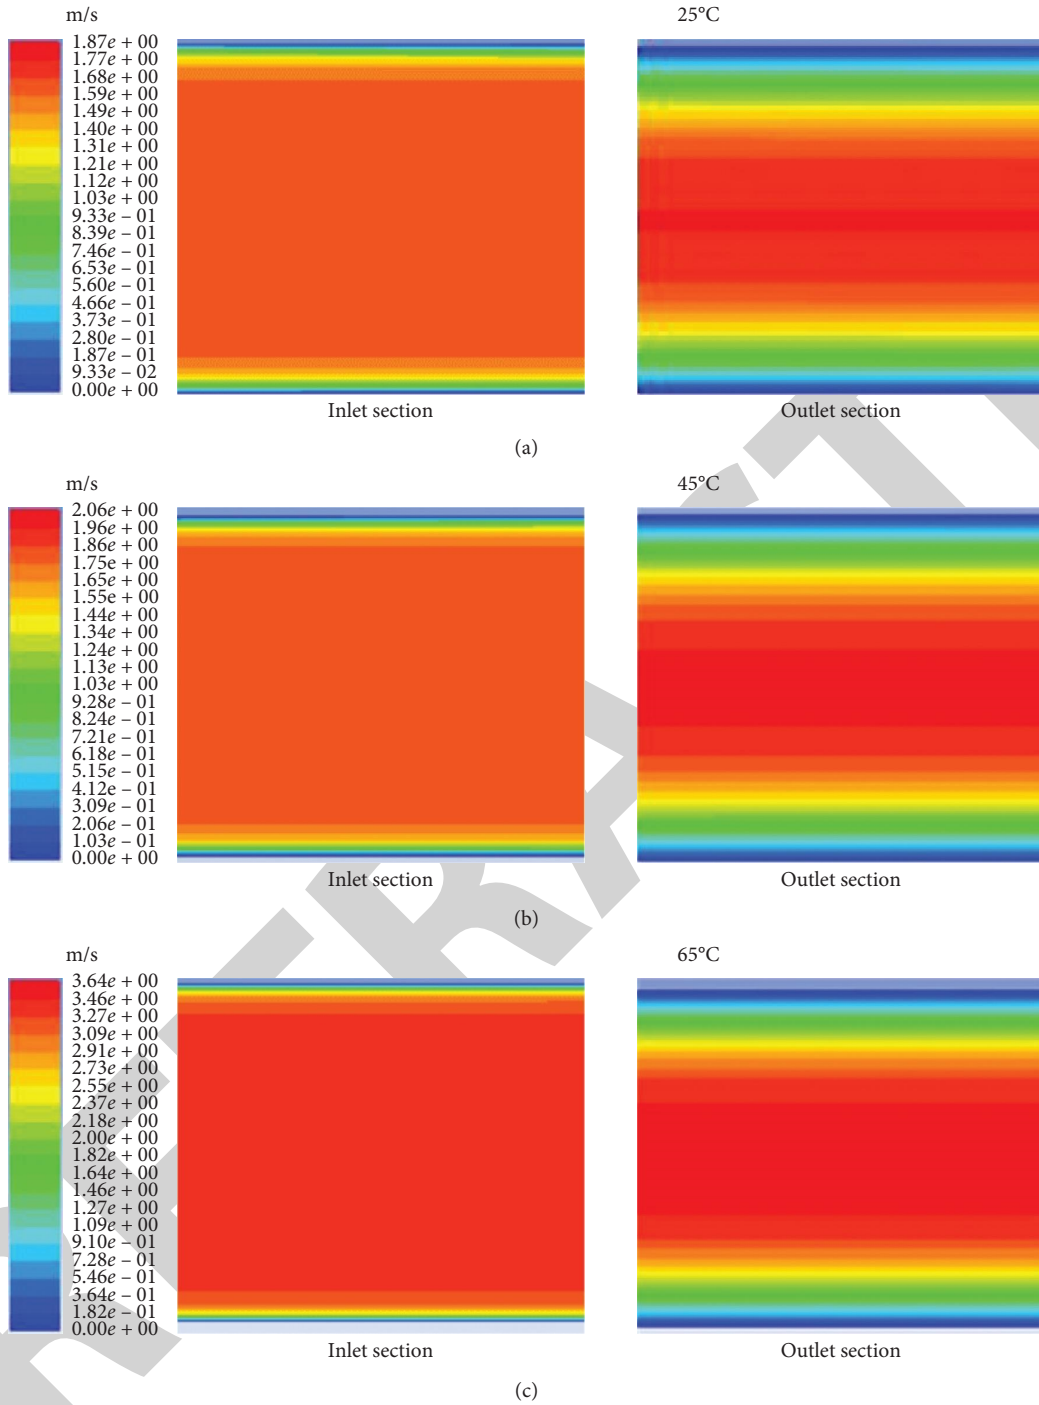 m/s
25°C
1.87e + 00
1.77e + 00
1.68e + 00
1.59e + 00
1.49e + 00
1.40e + 00
1.31e + 00
1.21e + 00
1.12e + 00
1.03e + 00
9.33e – 01
8.39e – 01
7.46e – 01
6.53e – 01
5.60e – 01
4.66e – 01
3.73e – 01
2.80e – 01
1.87e – 01
9.33e – 02
0.00e + 00
Inlet section
Outlet section
(a)
m/s
45°C
2.06e + 00
1.96e + 00
1.86e + 00
1.75e + 00
1.65e + 00
1.55e + 00
1.44e + 00
1.34e + 00
1.24e + 00
1.13e + 00
1.03e + 00
9.28e – 01
8.24e – 01
7.21e – 01
6.18e – 01
5.15e – 01
4.12e – 01
3.09e – 01
2.06e – 01
1.03e – 01
0.00e + 00
Inlet section
Outlet section
(b)
m/s
65°C
3.64e + 00
3.46e + 00
3.27e + 00
3.09e + 00
2.91e + 00
2.73e + 00
2.55e + 00
2.37e + 00
2.18e + 00
2.00e + 00
1.82e + 00
1.64e + 00
1.46e + 00
1.27e + 00
1.09e + 00
9.10e – 01
7.28e – 01
5.46e – 01
3.64e – 01
1.82e – 01
0.00e + 00
Inlet section
Outlet section
(c)